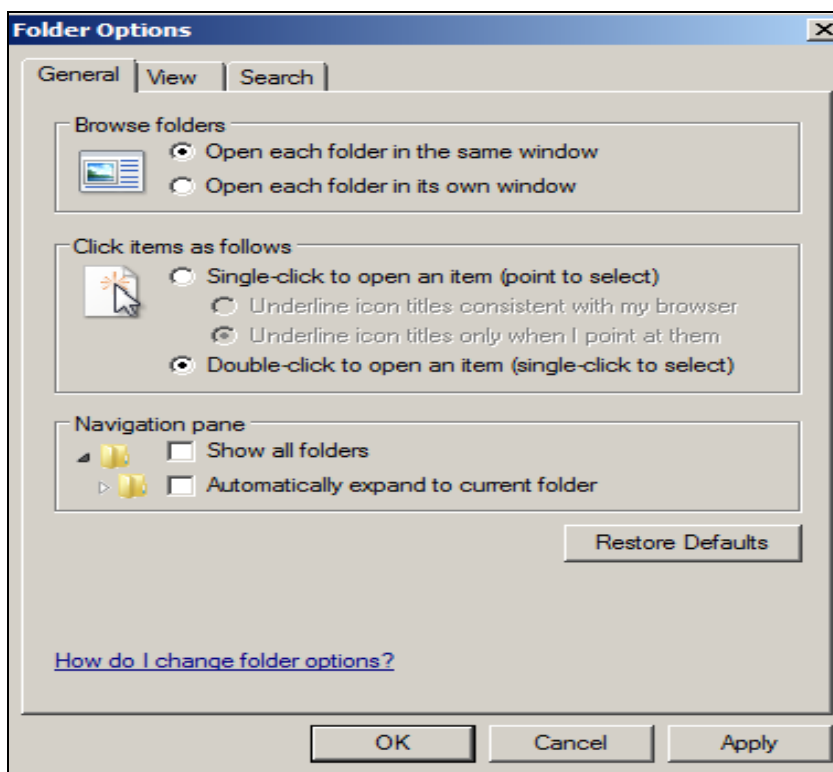 Folder Options
General
View
Search
Browse folders
Open each folder in the same window
Open each folder in its own window
Click items as follows
Single-click to open an item (point to select)
Underline icon titles consistent with my browser
Underline icon titles only when I point at them
Double-click to open an item (single-click to select)
Navigation pane
Show all folders
Automatically expand to current folder
Restore Defaults
How do I change folder options?
OK
Cancel
Apply